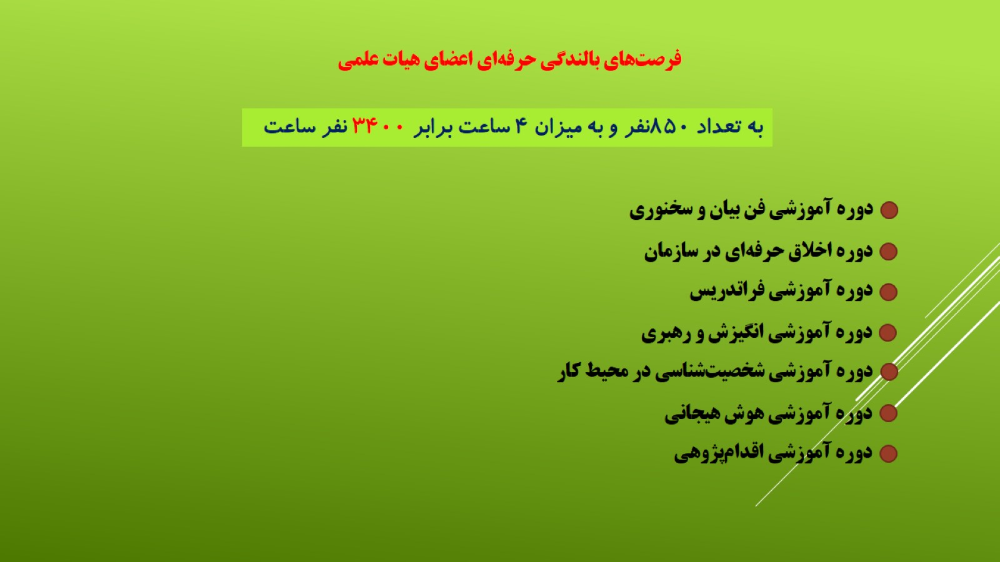 فرصت‌های بالندگی حرفه‌ای اعضای هیات علمی
به تعداد ۸۵۰نفر و به میزان ۴ ساعت برابر ۳۴۰۰ نفر ساعت
دوره آموزشی فن بیان و سخنوری
دوره اخلاق حرفه‌ای در سازمان
دوره آموزشی فراتدریس
دوره آموزشی انگیزش و رهبری
دوره آموزشی شخصیت‌شناسی در محیط کار
دوره آموزشی هوش هیجانی
دوره آموزشی اقدام‌پژوهی